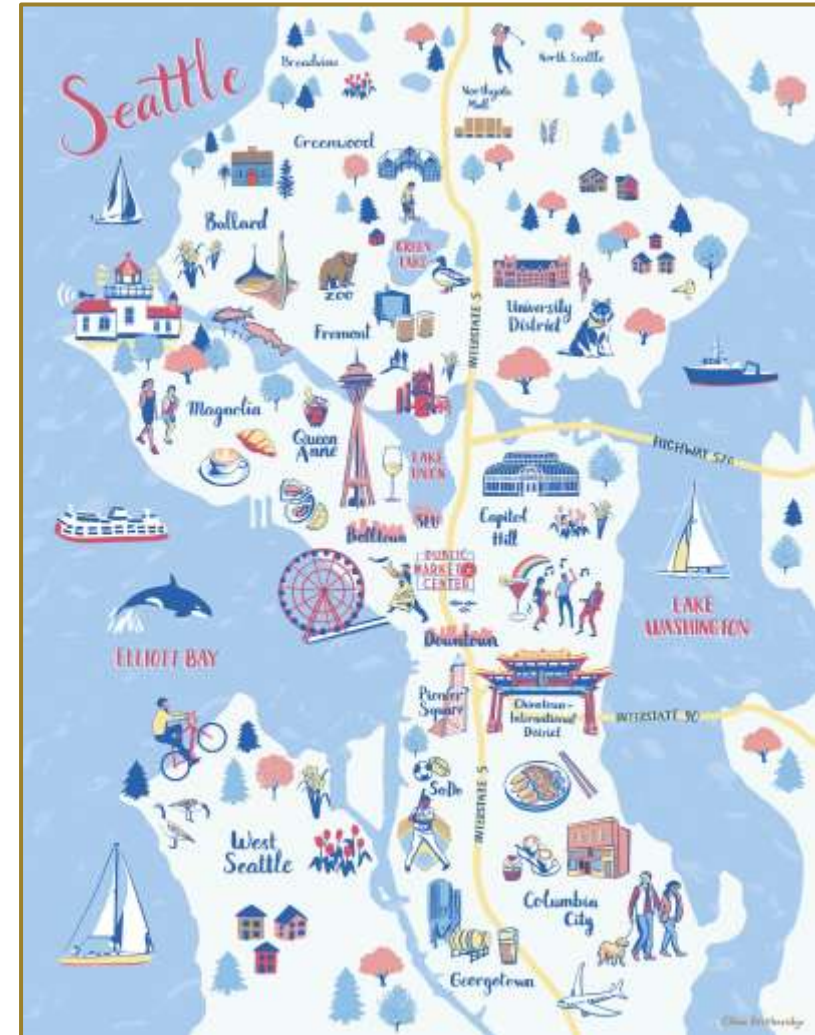 Seattle
Broadview
North Seattle
Northgate
Mall
Greenwood
Ballard
GREEN
LAKE
ZOO
INTERSTATE 5
University
District
Fremont
Magnolia
Queen
Anne
LAKE
UNION
HIGHWAY 520
SLU
Capitol
Hill
Belltown
PUBLIC
MARKET
CENTER
LAKE
WASHINGTON
ELLIOTT BAY
Downtown
Pioneer
Square
Chinatown-
International
District
INTERSTATE 90
SoDo
INTERSTATE 5
West
Seattle
Columbia
City
Georgetown